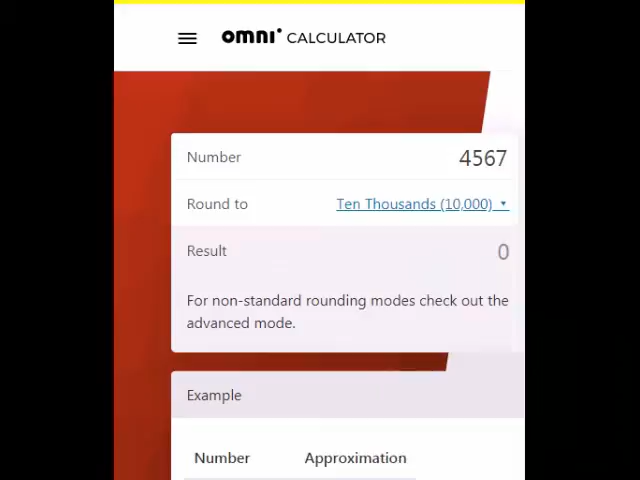 omni CALCULATOR
Number 4567
Round to Ten Thousands (10,000)
Result 0
For non-standard rounding modes check out the
advanced mode.
Example
Number Approximation